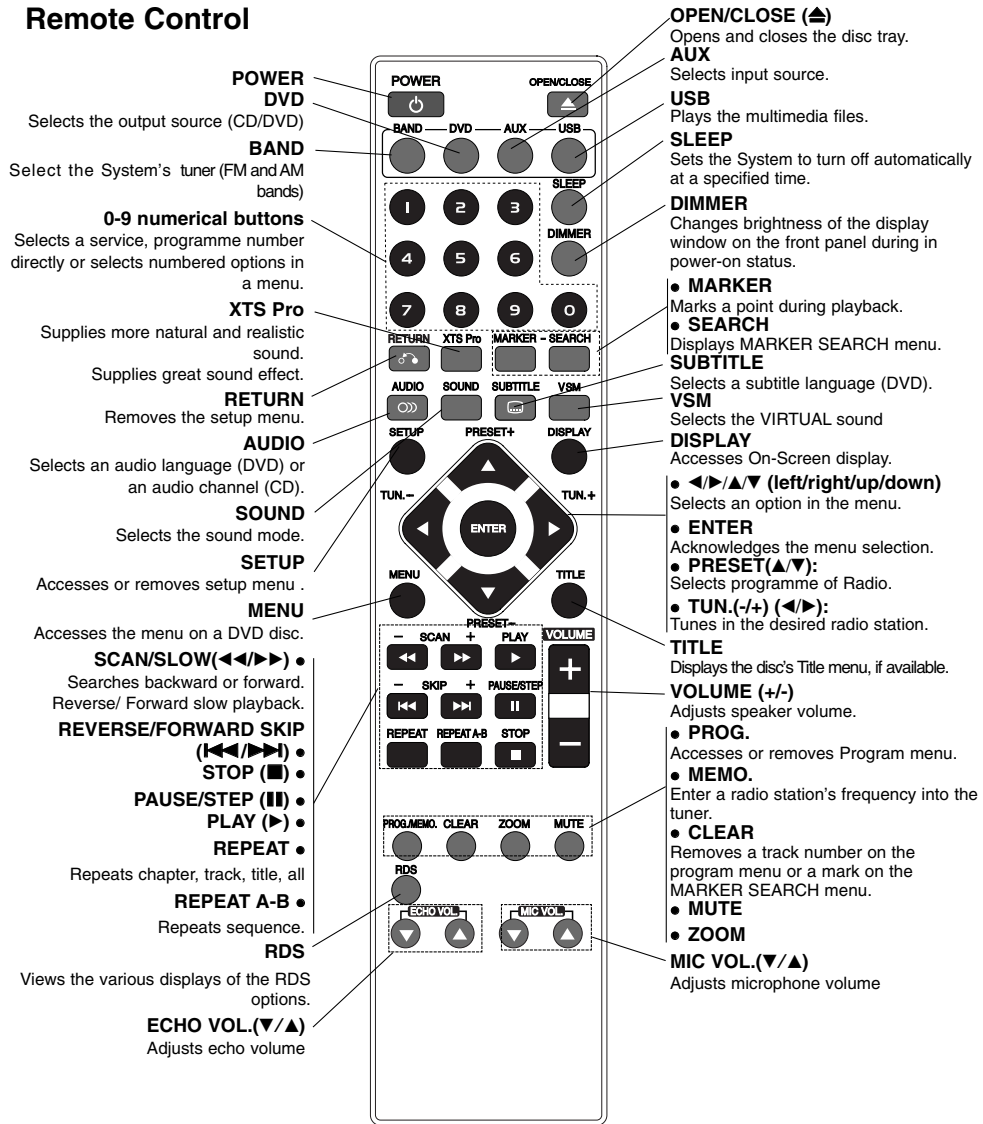 Remote Control
POWER
DVD
Selects the output source (CD/DVD)
BAND
Select the System's tuner (FM and AM
bands)
0-9 numerical buttons
Selects a service, programme number
directly or selects numbered options in
a menu.
XTS Pro
Supplies more natural and realistic
sound.
Supplies great sound effect.
RETURN
Removes the setup menu.
AUDIO
Selects an audio language (DVD) or
an audio channel (CD).
SOUND
Selects the sound mode.
SETUP
Accesses or removes setup menu .
MENU
Accesses the menu on a DVD disc.
SCAN/SLOW(◀◀/▶▶) ●
Searches backward or forward.
Reverse/ Forward slow playback.
REVERSE/FORWARD SKIP
(|◀◀/▶▶|) ●
STOP (■) ●
PAUSE/STEP (❚❚) ●
PLAY (▶) ●
REPEAT ●
Repeats chapter, track, title, all
REPEAT A-B ●
Repeats sequence.
RDS
Views the various displays of the RDS
options.
ECHO VOL.(▼/▲)
Adjusts echo volume
POWER OPEN/CLOSE
BAND DVD AUX USB
SLEEP
1 2 3
DIMMER
4 5 6
7 8 9 0
RETURN XTS Pro MARKER - SEARCH
AUDIO SOUND SUBTITLE VSM
SETUP PRESET+ DISPLAY
TUN.- TUN.+
ENTER
MENU TITLE
PRESET-
- SCAN + PLAY VOLUME
+
- SKIP + PAUSE/STEP
REPEAT REPEAT A-B STOP
-
PROG./MEMO. CLEAR ZOOM MUTE
RDS
ECHO VOL. MIC VOL.
OPEN/CLOSE (⏏)
Opens and closes the disc tray.
AUX
Selects input source.
USB
Plays the multimedia files.
SLEEP
Sets the System to turn off automatically
at a specified time.
DIMMER
Changes brightness of the display
window on the front panel during in
power-on status.
● MARKER
Marks a point during playback.
● SEARCH
Displays MARKER SEARCH menu.
SUBTITLE
Selects a subtitle language (DVD).
VSM
Selects the VIRTUAL sound
DISPLAY
Accesses On-Screen display.
● ◀/▶/▲/▼ (left/right/up/down)
Selects an option in the menu.
● ENTER
Acknowledges the menu selection.
● PRESET(▲/▼):
Selects programme of Radio.
● TUN.(-/+) (◀/▶):
Tunes in the desired radio station.
TITLE
Displays the disc's Title menu, if available.
VOLUME (+/-)
Adjusts speaker volume.
● PROG.
Accesses or removes Program menu.
● MEMO.
Enter a radio station's frequency into the
tuner.
● CLEAR
Removes a track number on the
program menu or a mark on the
MARKER SEARCH menu.
● MUTE
● ZOOM
MIC VOL.(▼/▲)
Adjusts microphone volume